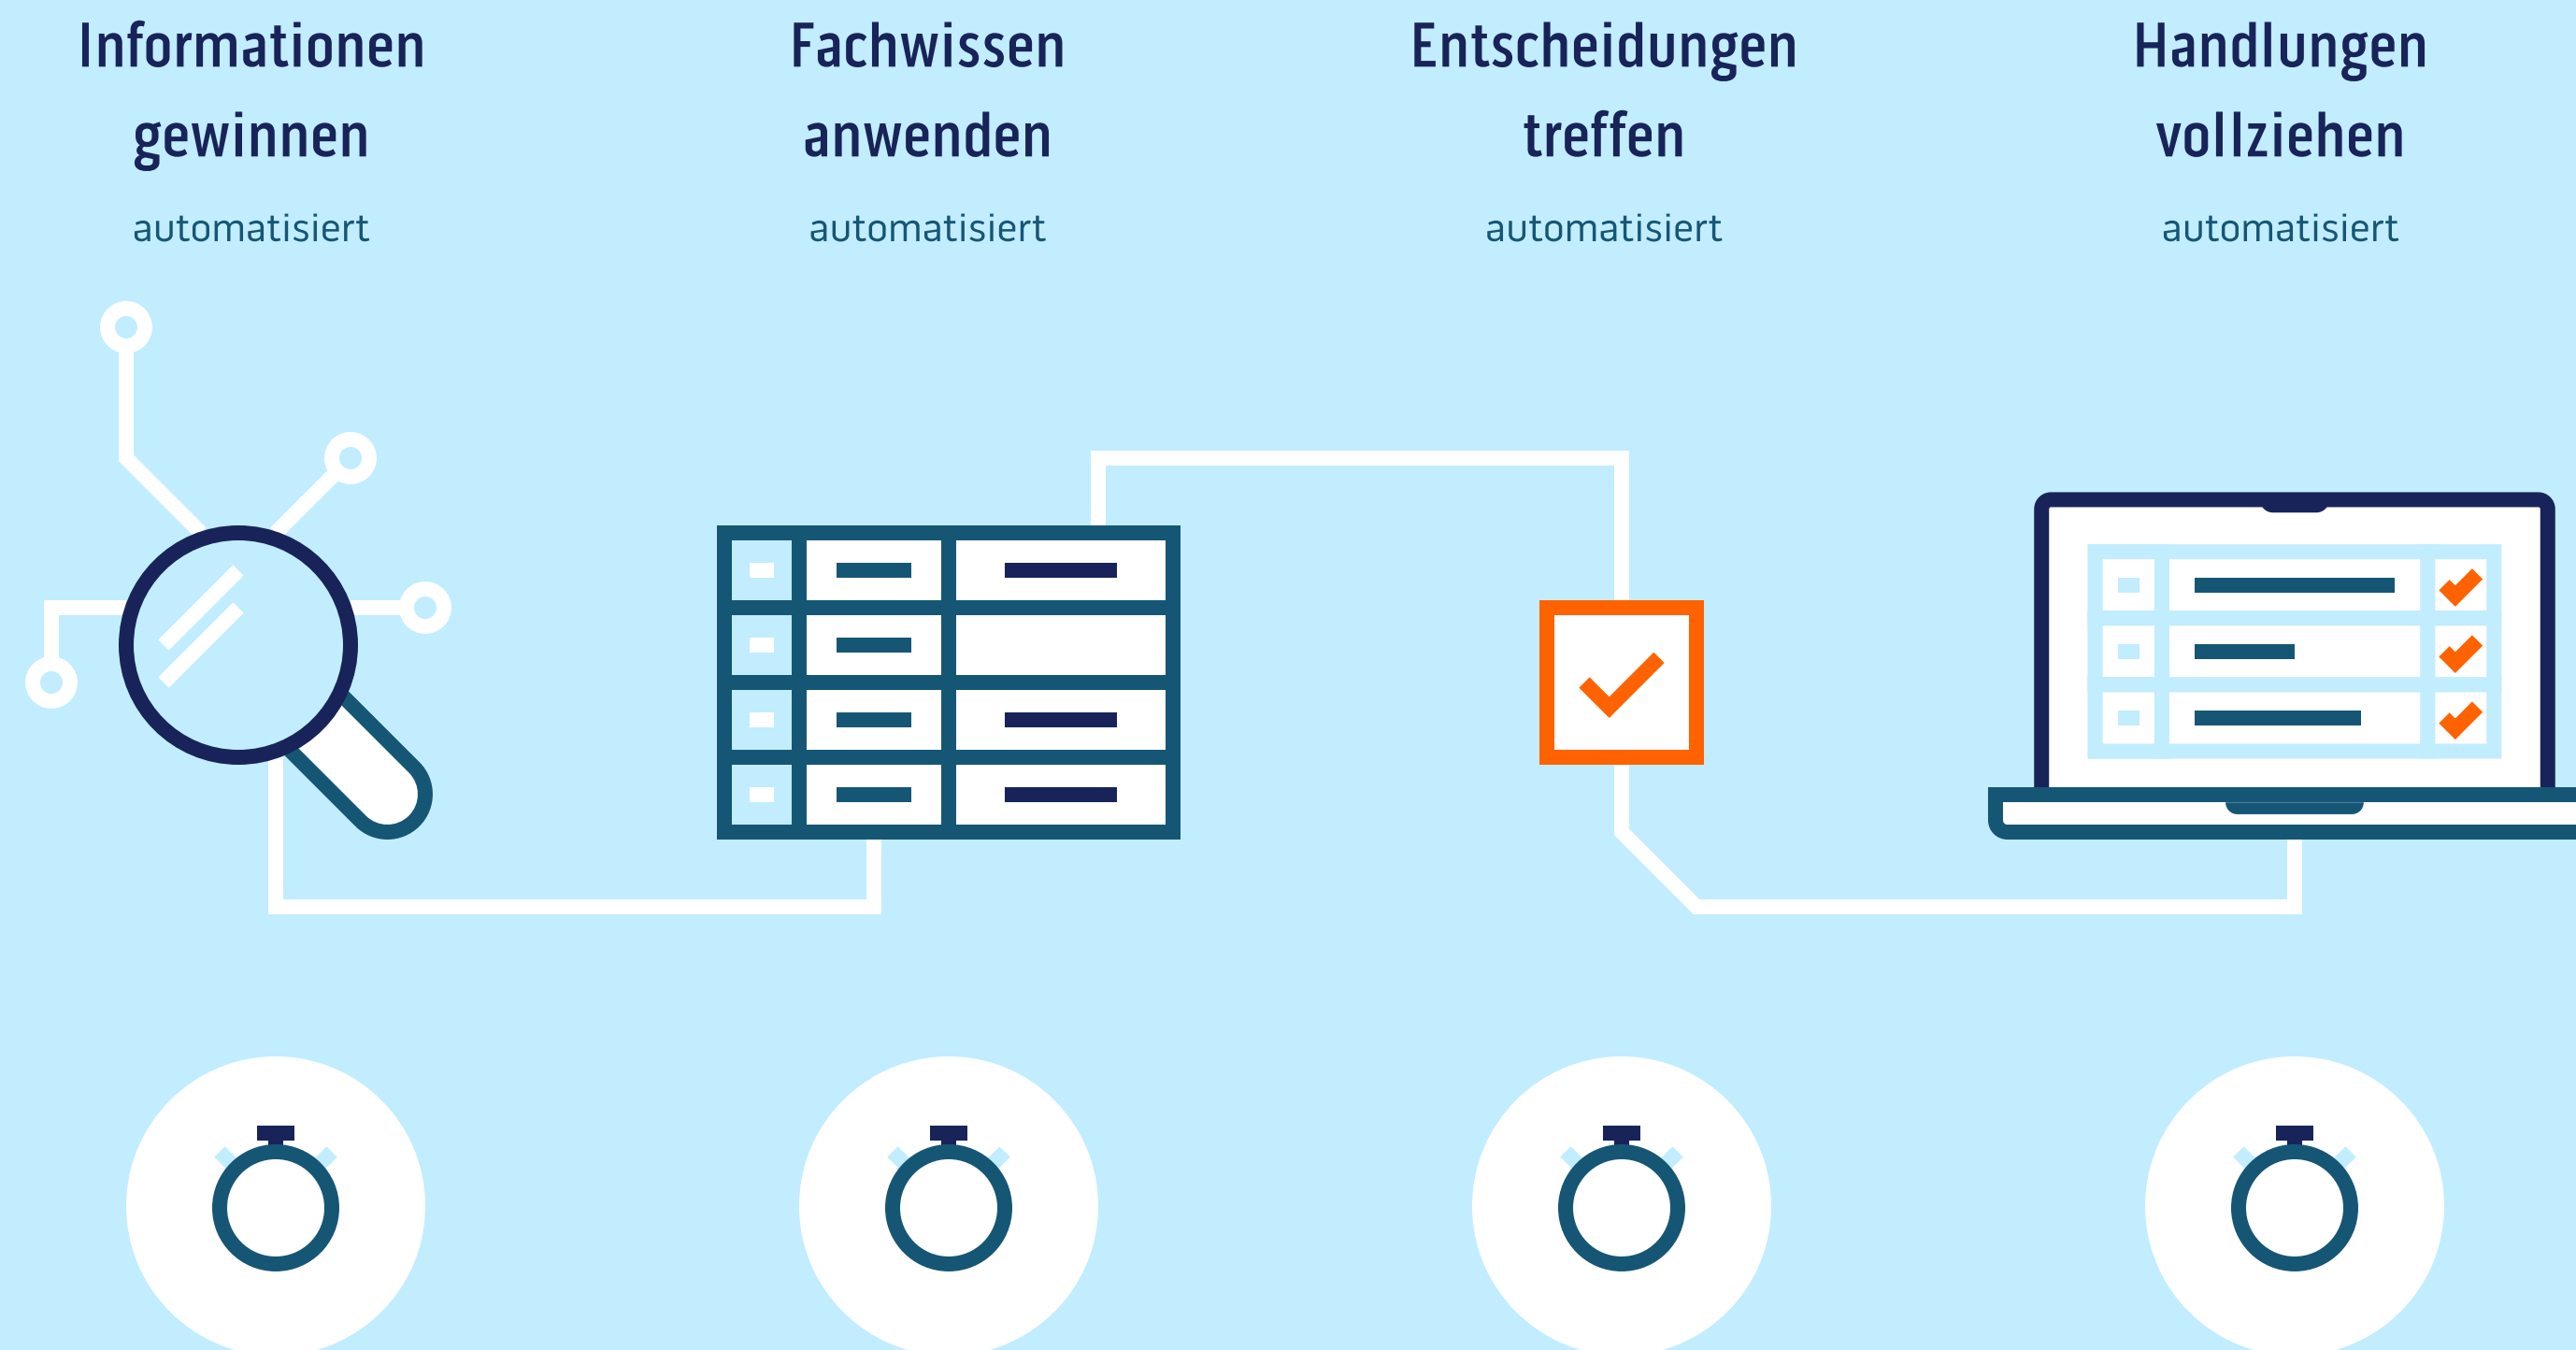 Informationen
gewinnen
automatisiert
Fachwissen
anwenden
automatisiert
Entscheidungen
treffen
automatisiert
Handlungen
vollziehen
automatisiert